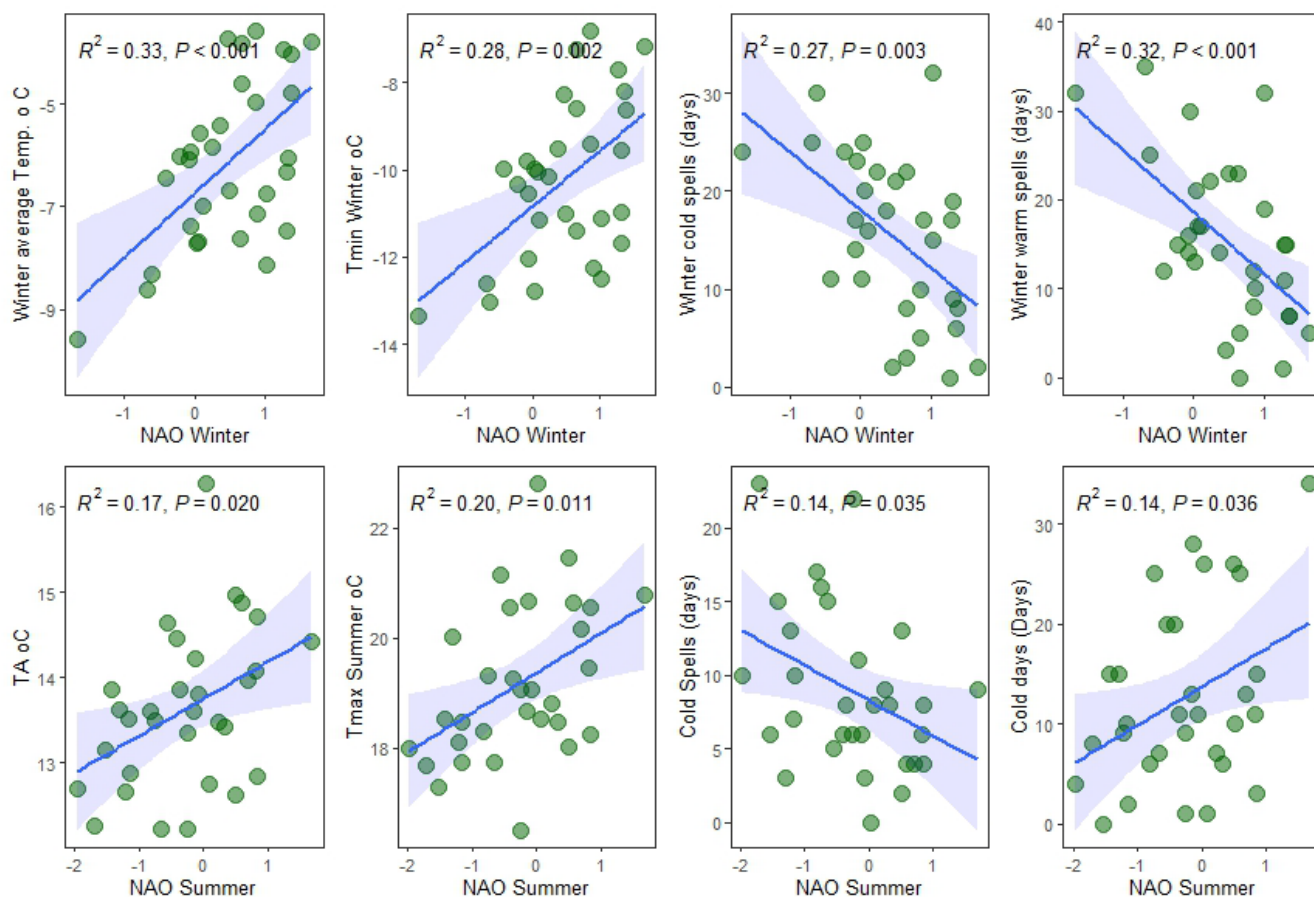 R² = 0.33, P < 0.001
Winter average Temp. o C
-5
-7
-9
-1 0 1
NAO Winter
R² = 0.28, P = 0.002
Tmin Winter oC
-8
-10
-12
-14
-1 0 1
NAO Winter
R² = 0.27, P = 0.003
WInter cold spells (days)
30
20
10
0
-1 0 1
NAO Winter
R² = 0.32, P < 0.001
Winter warm spells (days)
40
30
20
10
0
-1 0 1
NAO Winter
R² = 0.17, P = 0.020
TA oC
16
15
14
13
-2 -1 0 1
NAO Summer
R² = 0.20, P = 0.011
Tmax Summer oC
22
20
18
-2 -1 0 1
NAO Summer
R² = 0.14, P = 0.035
Cold Spells (days)
20
15
10
5
0
-2 -1 0 1
NAO Summer
R² = 0.14, P = 0.036
Cold days (Days)
30
20
10
0
-2 -1 0 1
NAO Summer